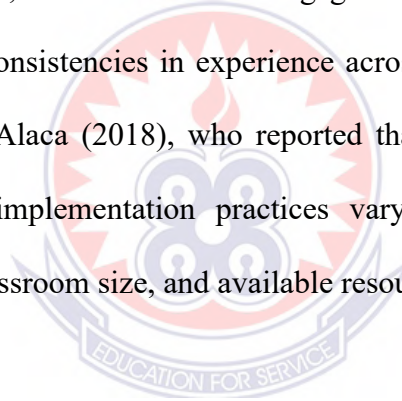 onsistencies in experience acro
Alaca (2018), who reported tha
implementation practices vary
ssroom size, and available resou
EDUCATION FOR SERVICE